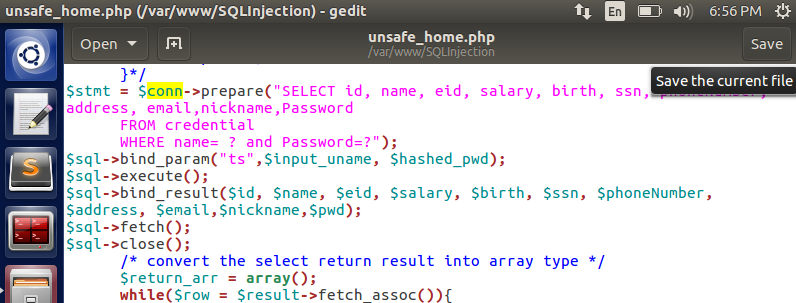 unsafe_home.php (/var/www/SQLInjection) - gedit
En
6:56 PM
Open
unsafe_home.php
/var/www/SQLInjection
Save
Save the current file
}*/
$stmt = $conn->prepare("SELECT id, name, eid, salary, birth, ssn,
address, email,nickname,Password
FROM credential
WHERE name= ? and Password=?");
$sql->bind_param("ts",$input_uname, $hashed_pwd);
$sql->execute();
$sql->bind_result($id, $name, $eid, $salary, $birth, $ssn, $phoneNumber,
$address, $email,$nickname,$pwd);
$sql->fetch();
$sql->close();
/* convert the select return result into array type */
$return_arr = array();
while($row = $result->fetch_assoc()){